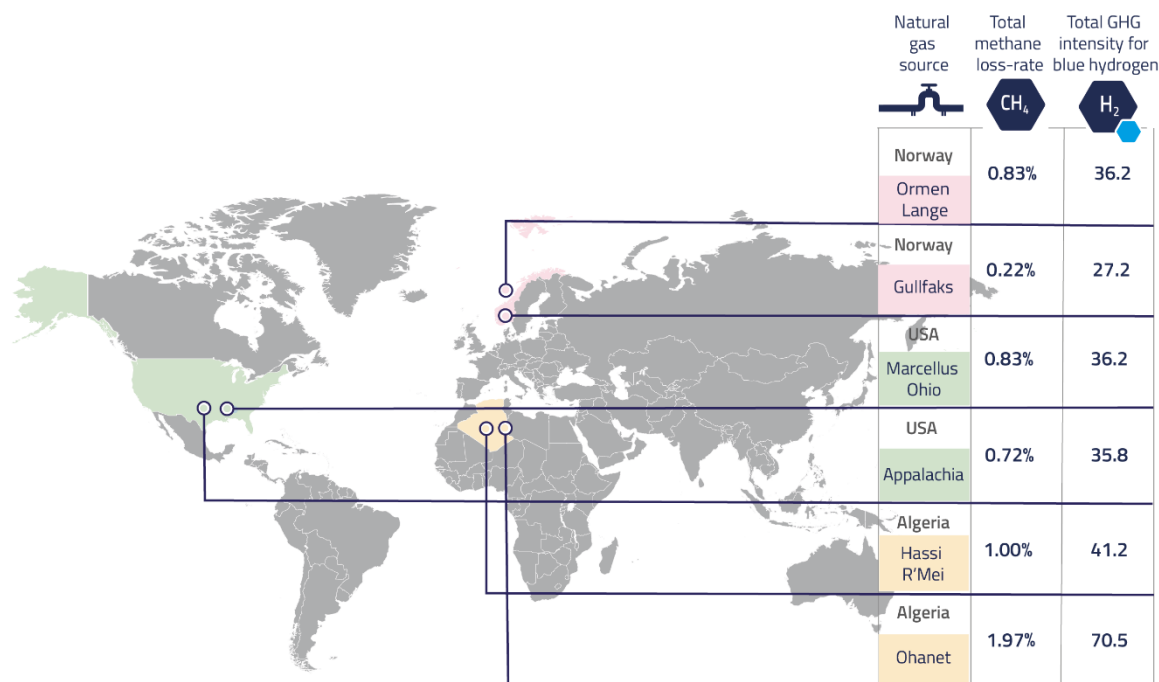 Natural
gas
source
Total
methane
loss-rate
Total GHG
intensity for
blue hydrogen
CH₄
H₂
Norway
Ormen
Lange
0.83%
36.2
Norway
Gullfaks
0.22%
27.2
USA
Marcellus
Ohio
0.83%
36.2
USA
Appalachia
0.72%
35.8
Algeria
Hassi
R'Mei
1.00%
41.2
Algeria
Ohanet
1.97%
70.5